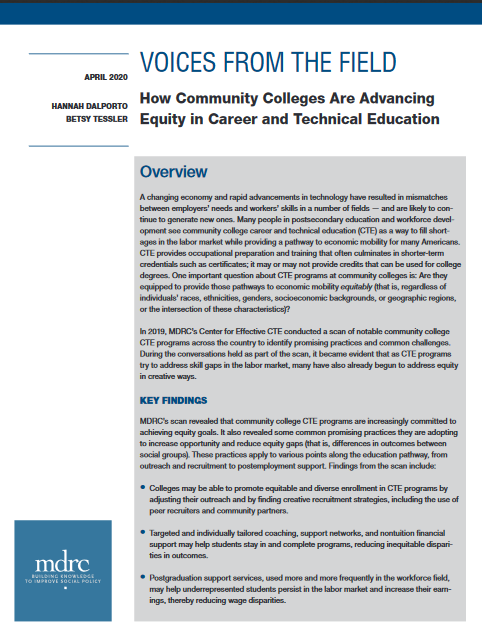 VOICES FROM THE FIELD
APRIL 2020
HANNAH DALPORTO
BETSY TESSLER
How Community Colleges Are Advancing
Equity in Career and Technical Education
Overview
A changing economy and rapid advancements in technology have resulted in mismatches
between employers' needs and workers' skills in a number of fields — and are likely to con-
tinue to generate new ones. Many people in postsecondary education and workforce devel-
opment see community college career and technical education (CTE) as a way to fill short-
ages in the labor market while providing a pathway to economic mobility for many Americans.
CTE provides occupational preparation and training that often culminates in shorter-term
credentials such as certificates; it may or may not provide credits that can be used for college
degrees. One important question about CTE programs at community colleges is: Are they
equipped to provide those pathways to economic mobility equitably (that is, regardless of
individuals' races, ethnicities, genders, socioeconomic backgrounds, or geographic regions,
or the intersection of these characteristics)?
In 2019, MDRC's Center for Effective CTE conducted a scan of notable community college
CTE programs across the country to identify promising practices and common challenges.
During the conversations held as part of the scan, it became evident that as CTE programs
try to address skill gaps in the labor market, many have also already begun to address equity
in creative ways.
KEY FINDINGS
MDRC's scan revealed that community college CTE programs are increasingly committed to
achieving equity goals. It also revealed some common promising practices they are adopting
to increase opportunity and reduce equity gaps (that is, differences in outcomes between
social groups). These practices apply to various points along the education pathway, from
outreach and recruitment to postemployment support. Findings from the scan include:
• Colleges may be able to promote equitable and diverse enrollment in CTE programs by
adjusting their outreach and by finding creative recruitment strategies, including the use of
peer recruiters and community partners.
• Targeted and individually tailored coaching, support networks, and nontuition financial
support may help students stay in and complete programs, reducing inequitable dispari-
ties in outcomes.
• Postgraduation support services, used more and more frequently in the workforce field,
may help underrepresented students persist in the labor market and increase their earn-
ings, thereby reducing wage disparities.
mdrc
BUILDING KNOWLEDGE
TO IMPROVE SOCIAL POLICY